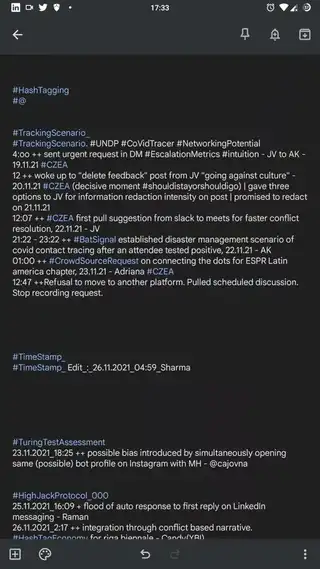 17:33
#HashTagging
#@
#TrackingScenario_
#TrackingScenario. #UNDP #CoVidTracer #NetworkingPotential
4:00 ++ sent urgent request in DM #EscalationMetrics #intuition - JV to AK -
19.11.21 #CZEA
12 ++ woke up to "delete feedback" post from JV "going against culture" -
20.11.21 #CZEA (decisive moment #shouldistayorshouldigo) | gave three
options to JV for information redaction intensity on post | promised to redact
on 21.11.21
12:07 ++ #CZEA first pull suggestion from slack to meets for faster conflict
resolution, 22.11.21 - JV
21:22 - 23:22 ++ #BatSignal established disaster management scenario of
covid contact tracing after an attendee tested positive, 22.11.21 - AK
01:00 ++ #CrowdSourceRequest on connecting the dots for ESPR Latin
america chapter, 23.11.21 - Adriana #CZEA
12:47 ++Refusal to move to another platform. Pulled scheduled discussion.
Stop recording request.
#TimeStamp_
#TimeStamp_ Edit_:_26.11.2021_04:59_Sharma
#TuringTestAssessment
23.11.2021_18:25 ++ possible bias introduced by simultaneously opening
same (possible) bot profile on Instagram with MH - @cajovna
#HighJackProtocol_000
25.11.2021_16:09 + flood of auto response to first reply on LinkedIn
messaging - Raman
26.11.2021_2:17 ++ integration through conflict based narrative.
#HashTagEconomy for riga biennale - Candy(YBI)